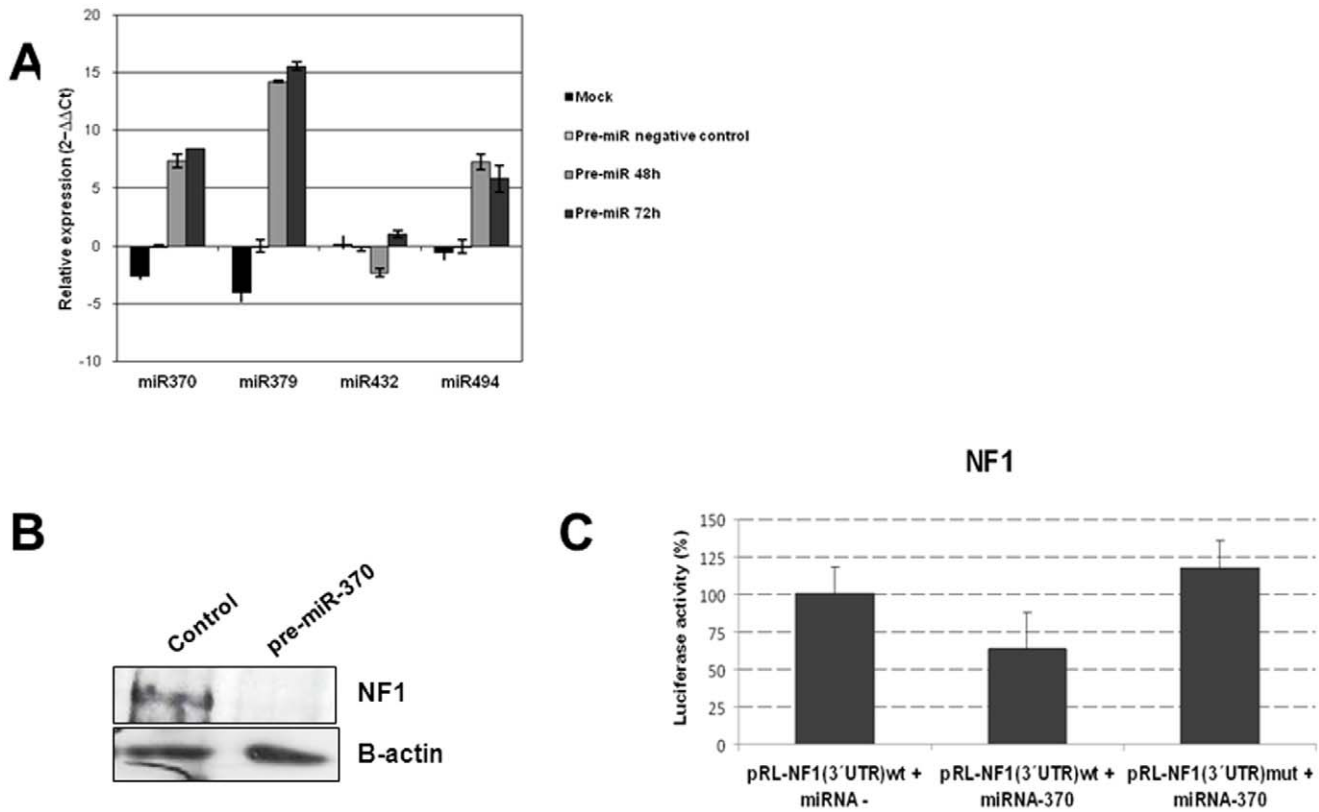 A
Relative expression (2−ΔΔCt)
20
15
10
5
0
-5
-10
miR370 miR379 miR432 miR494
Mock
Pre-miR negative control
Pre-miR 48h
Pre-miR 72h
B
Control
pre-miR-370
NF1
B-actin
C
NF1
Luciferase activity (%)
150
125
100
75
50
25
0
pRL-NF1(3´UTR)wt +
miRNA -
pRL-NF1(3´UTR)wt +
miRNA-370
pRL-NF1(3´UTR)mut +
miRNA-370